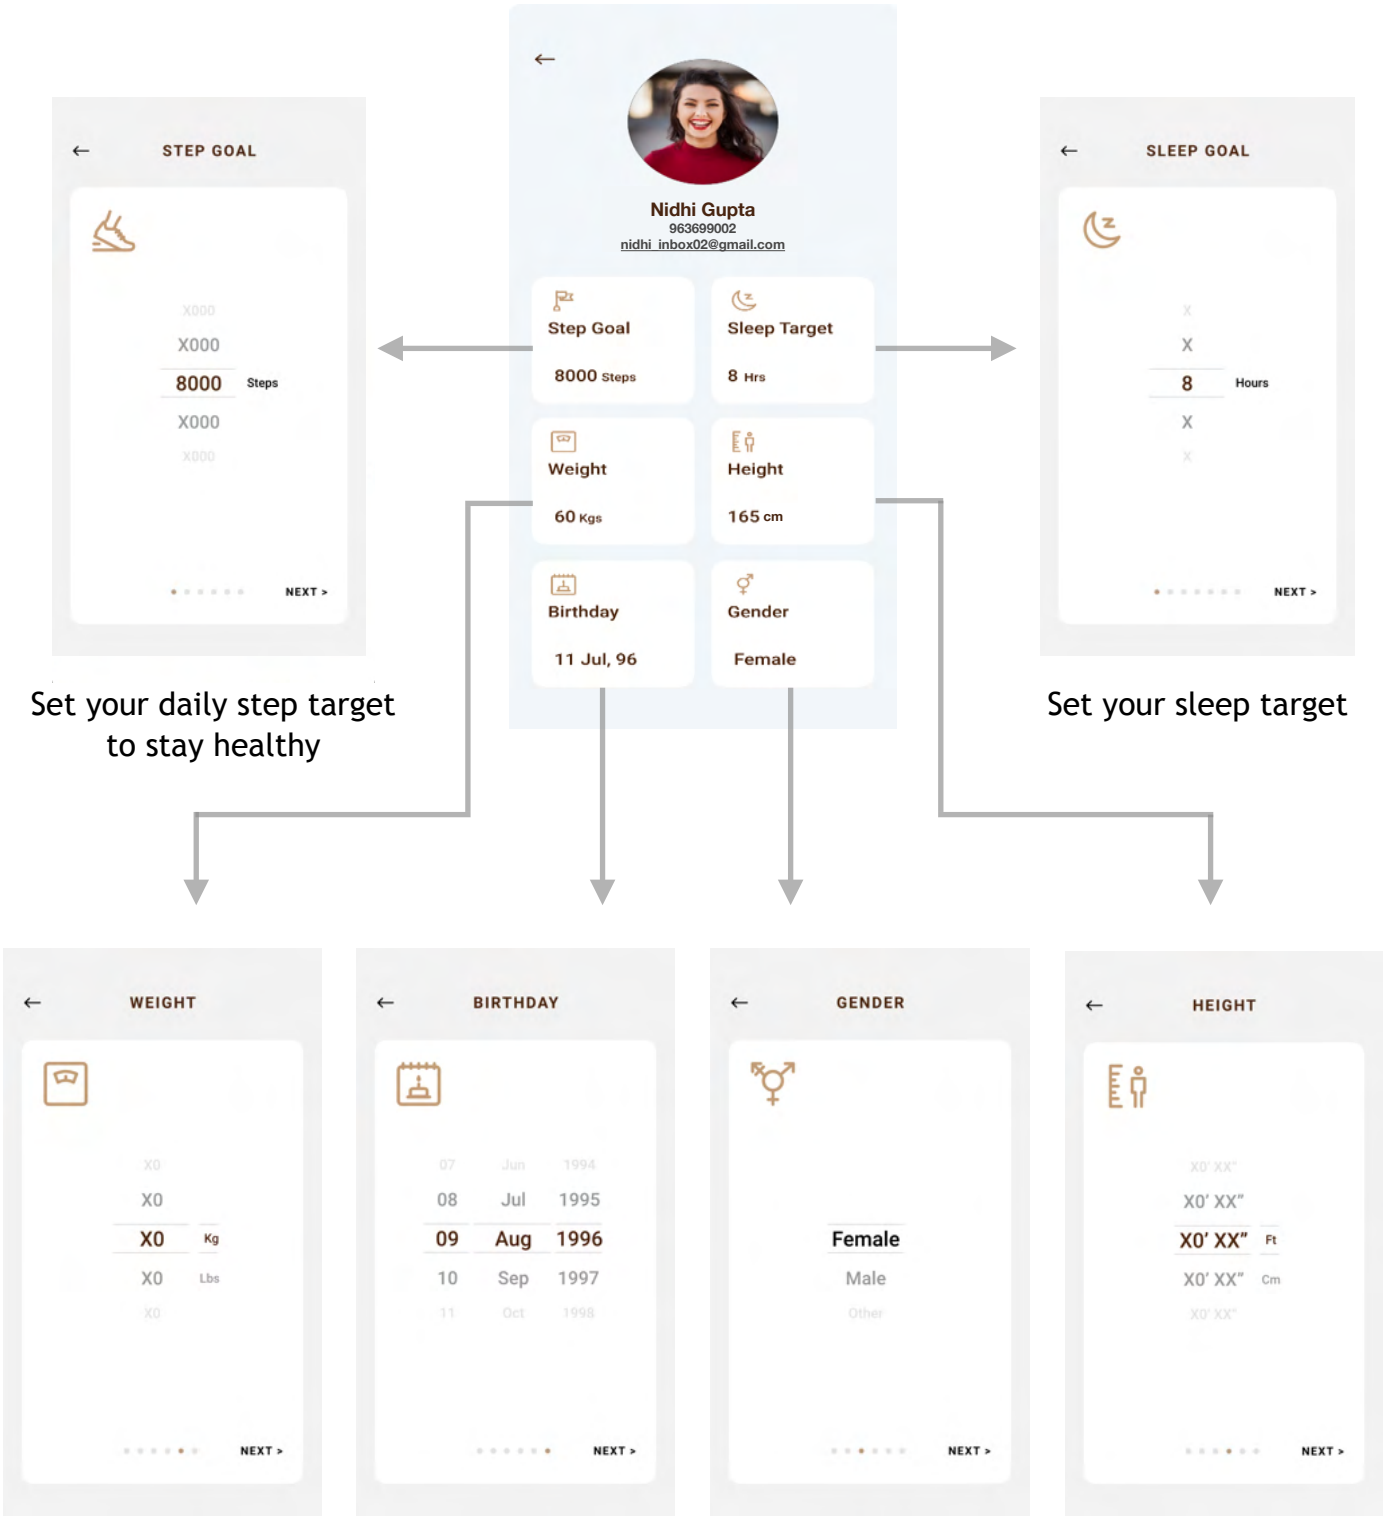 Nidhi Gupta
963699002
nidhi_inbox02@gmail.com
Step Goal
8000 Steps
Sleep Target
8 Hrs
Weight
60 Kgs
Height
165 cm
Birthday
11 Jul, 96
Gender
Female
STEP GOAL
X000
X000
8000 Steps
X000
X000
NEXT >
Set your daily step target
to stay healthy
SLEEP GOAL
X
X
8 Hours
X
X
NEXT >
Set your sleep target
WEIGHT
X0
X0
X0 Kg
X0 Lbs
X0
NEXT >
BIRTHDAY
07 Jun 1994
08 Jul 1995
09 Aug 1996
10 Sep 1997
11 Oct 1998
NEXT >
GENDER
Female
Male
Other
NEXT >
HEIGHT
X0' XX"
X0' XX"
X0' XX" Ft
X0' XX" Cm
X0' XX"
NEXT >